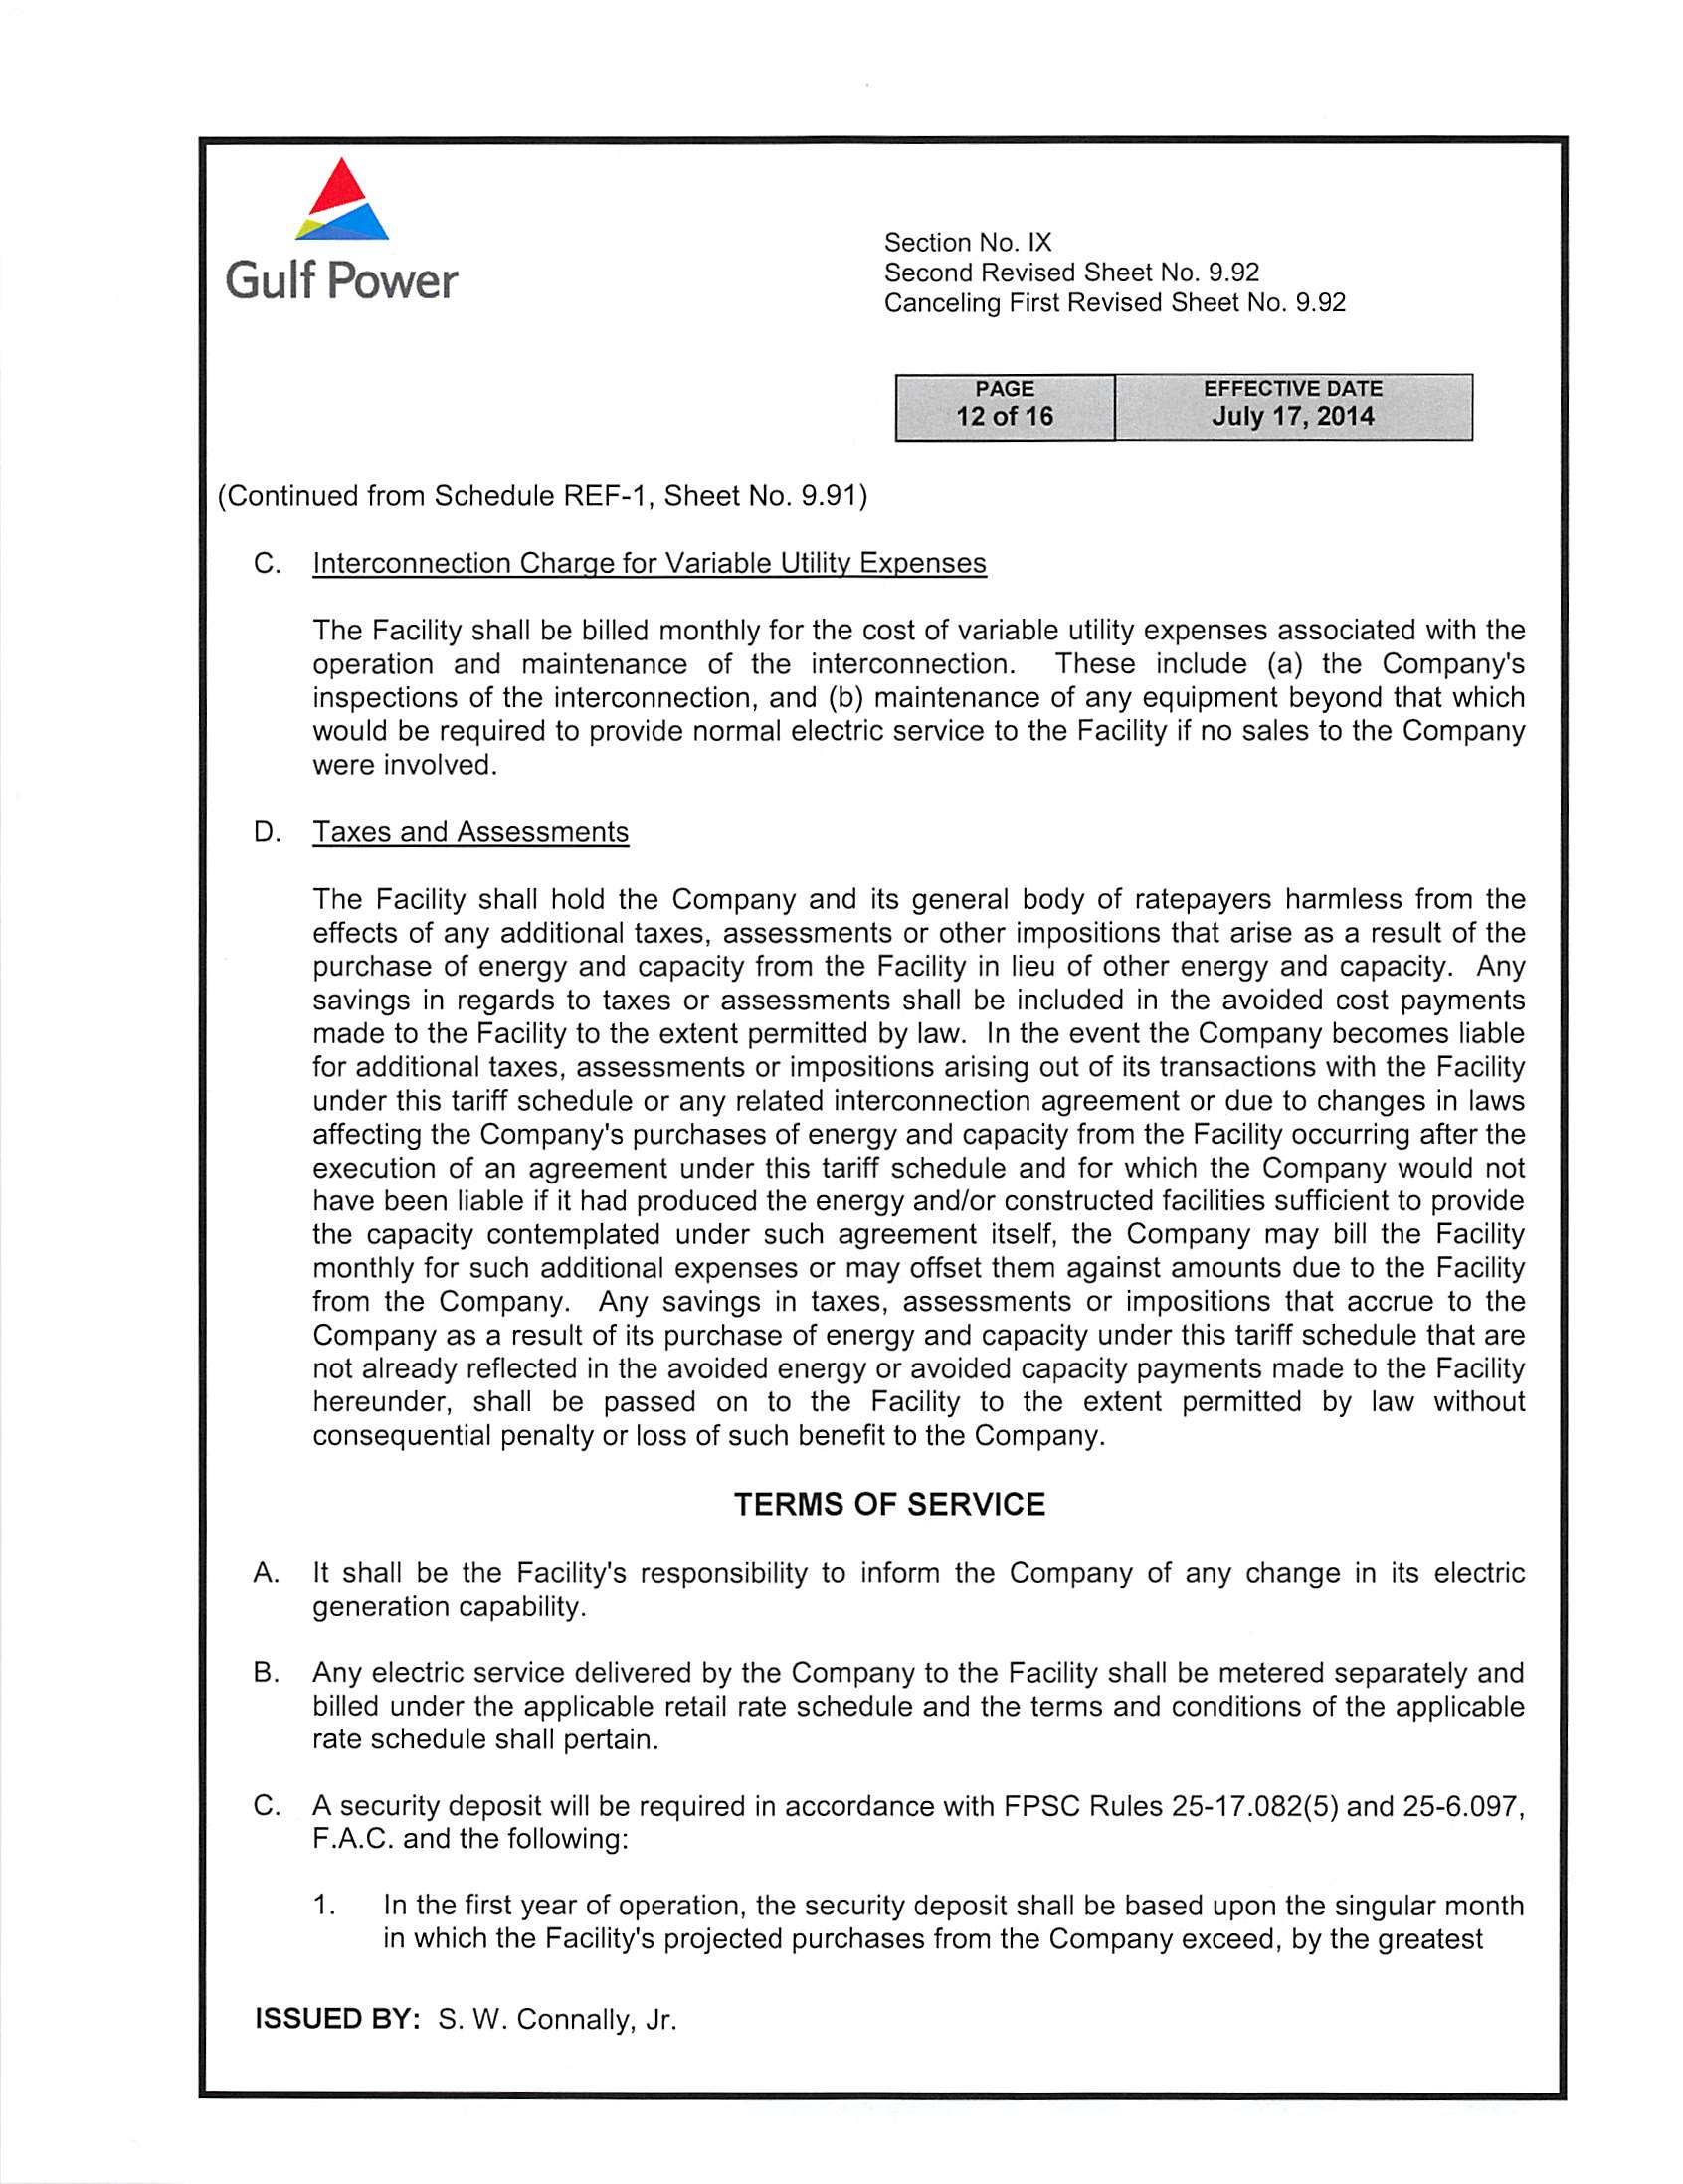 Gulf Power
Section No. IX
Second Revised Sheet No. 9.92
Canceling First Revised Sheet No. 9.92
PAGE
12 of 16
EFFECTIVE DATE
July 17, 2014
(Continued from Schedule REF-1, Sheet No. 9.91)
C. Interconnection Charge for Variable Utility Expenses
The Facility shall be billed monthly for the cost of variable utility expenses associated with the
operation and maintenance of the interconnection. These include (a) the Company's
inspections of the interconnection, and (b) maintenance of any equipment beyond that which
would be required to provide normal electric service to the Facility if no sales to the Company
were involved.
D. Taxes and Assessments
The Facility shall hold the Company and its general body of ratepayers harmless from the
effects of any additional taxes, assessments or other impositions that arise as a result of the
purchase of energy and capacity from the Facility in lieu of other energy and capacity. Any
savings in regards to taxes or assessments shall be included in the avoided cost payments
made to the Facility to the extent permitted by law. In the event the Company becomes liable
for additional taxes, assessments or impositions arising out of its transactions with the Facility
under this tariff schedule or any related interconnection agreement or due to changes in laws
affecting the Company's purchases of energy and capacity from the Facility occurring after the
execution of an agreement under this tariff schedule and for which the Company would not
have been liable if it had produced the energy and/or constructed facilities sufficient to provide
the capacity contemplated under such agreement itself, the Company may bill the Facility
monthly for such additional expenses or may offset them against amounts due to the Facility
from the Company. Any savings in taxes, assessments or impositions that accrue to the
Company as a result of its purchase of energy and capacity under this tariff schedule that are
not already reflected in the avoided energy or avoided capacity payments made to the Facility
hereunder, shall be passed on to the Facility to the extent permitted by law without
consequential penalty or loss of such benefit to the Company.
TERMS OF SERVICE
A. It shall be the Facility's responsibility to inform the Company of any change in its electric
generation capability.
B. Any electric service delivered by the Company to the Facility shall be metered separately and
billed under the applicable retail rate schedule and the terms and conditions of the applicable
rate schedule shall pertain.
C. A security deposit will be required in accordance with FPSC Rules 25-17.082(5) and 25-6.097,
F.A.C. and the following:
1. In the first year of operation, the security deposit shall be based upon the singular month
in which the Facility's projected purchases from the Company exceed, by the greatest
ISSUED BY: S. W. Connally, Jr.